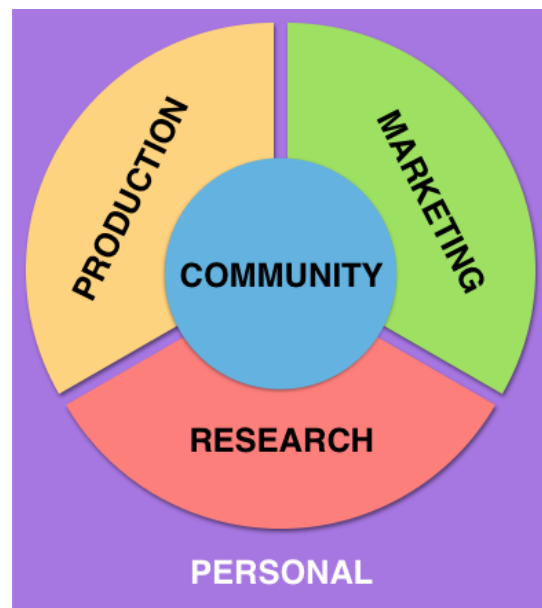 PRODUCTION
MARKETING
COMMUNITY
RESEARCH
PERSONAL